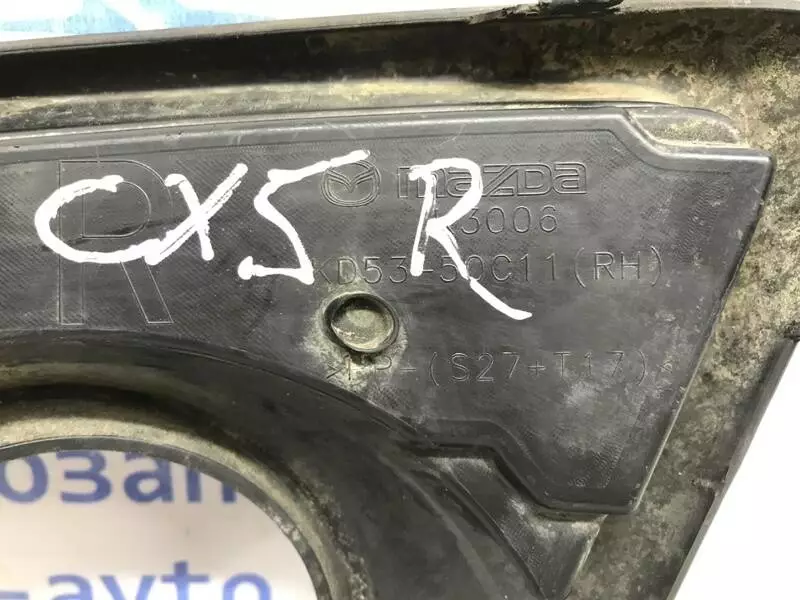 R
CX5 R
mazda
3006
KD53-50C11(RH)
-(S27+T17)
озап
-авто